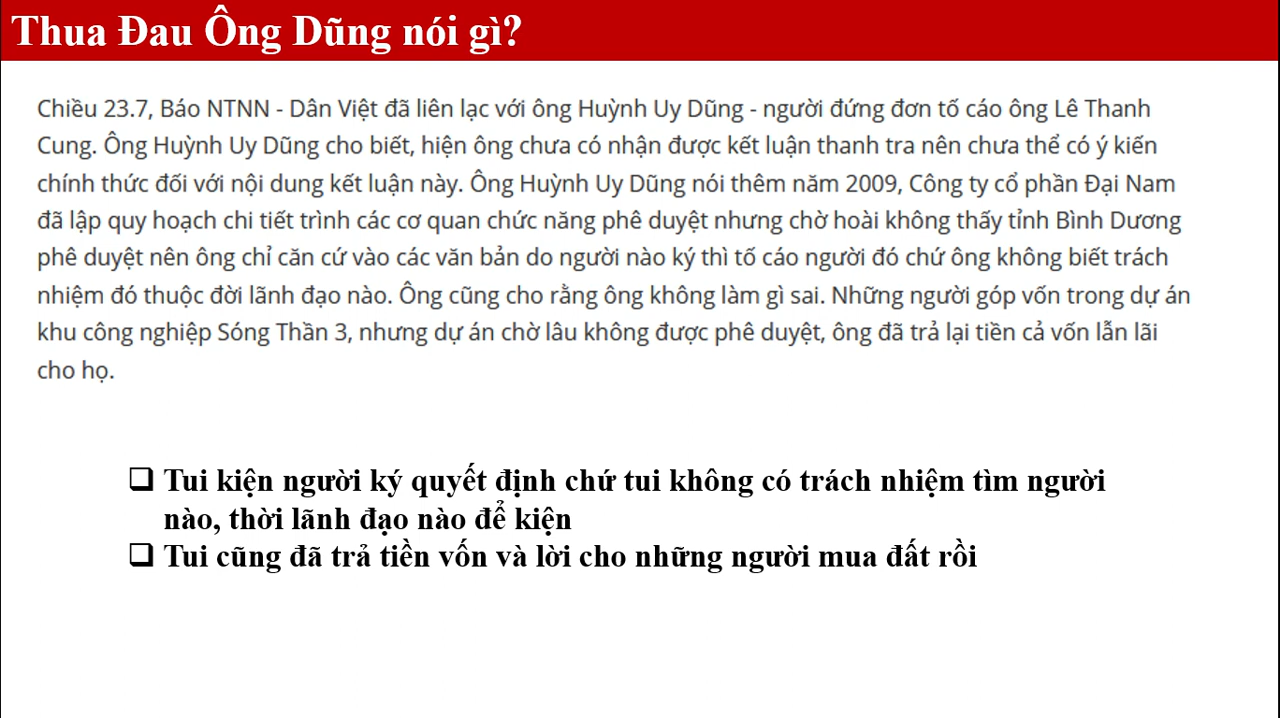 Thua Đau Ông Dũng nói gì?
Chiều 23.7, Báo NTNN - Dân Việt đã liên lạc với ông Huỳnh Uy Dũng - người đứng đơn tố cáo ông Lê Thanh
Cung. Ông Huỳnh Uy Dũng cho biết, hiện ông chưa có nhận được kết luận thanh tra nên chưa thể có ý kiến
chính thức đối với nội dung kết luận này. Ông Huỳnh Uy Dũng nói thêm năm 2009, Công ty cổ phần Đại Nam
đã lập quy hoạch chi tiết trình các cơ quan chức năng phê duyệt nhưng chờ hoài không thấy tỉnh Bình Dương
phê duyệt nên ông chỉ căn cứ vào các văn bản do người nào ký thì tố cáo người đó chứ ông không biết trách
nhiệm đó thuộc đời lãnh đạo nào. Ông cũng cho rằng ông không làm gì sai. Những người góp vốn trong dự án
khu công nghiệp Sóng Thần 3, nhưng dự án chờ lâu không được phê duyệt, ông đã trả lại tiền cả vốn lẫn lãi
cho họ.
❑ Tui kiện người ký quyết định chứ tui không có trách nhiệm tìm người
nào, thời lãnh đạo nào để kiện
❑ Tui cũng đã trả tiền vốn và lời cho những người mua đất rồi